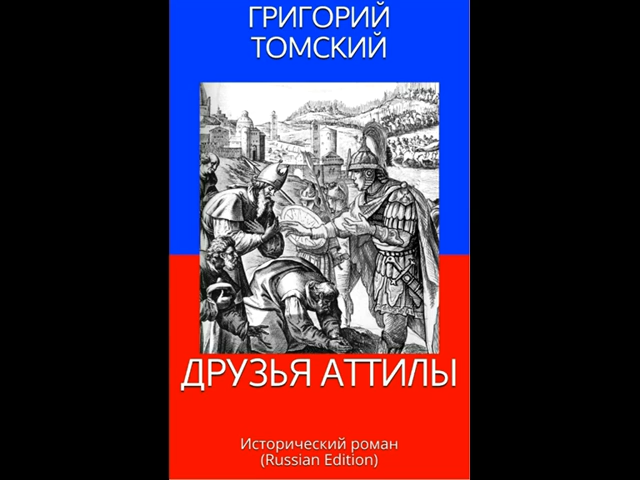 ГРИГОРИЙ
ТОМСКИЙ
ДРУЗЬЯ АТТИЛЫ
Исторический роман
(Russian Edition)